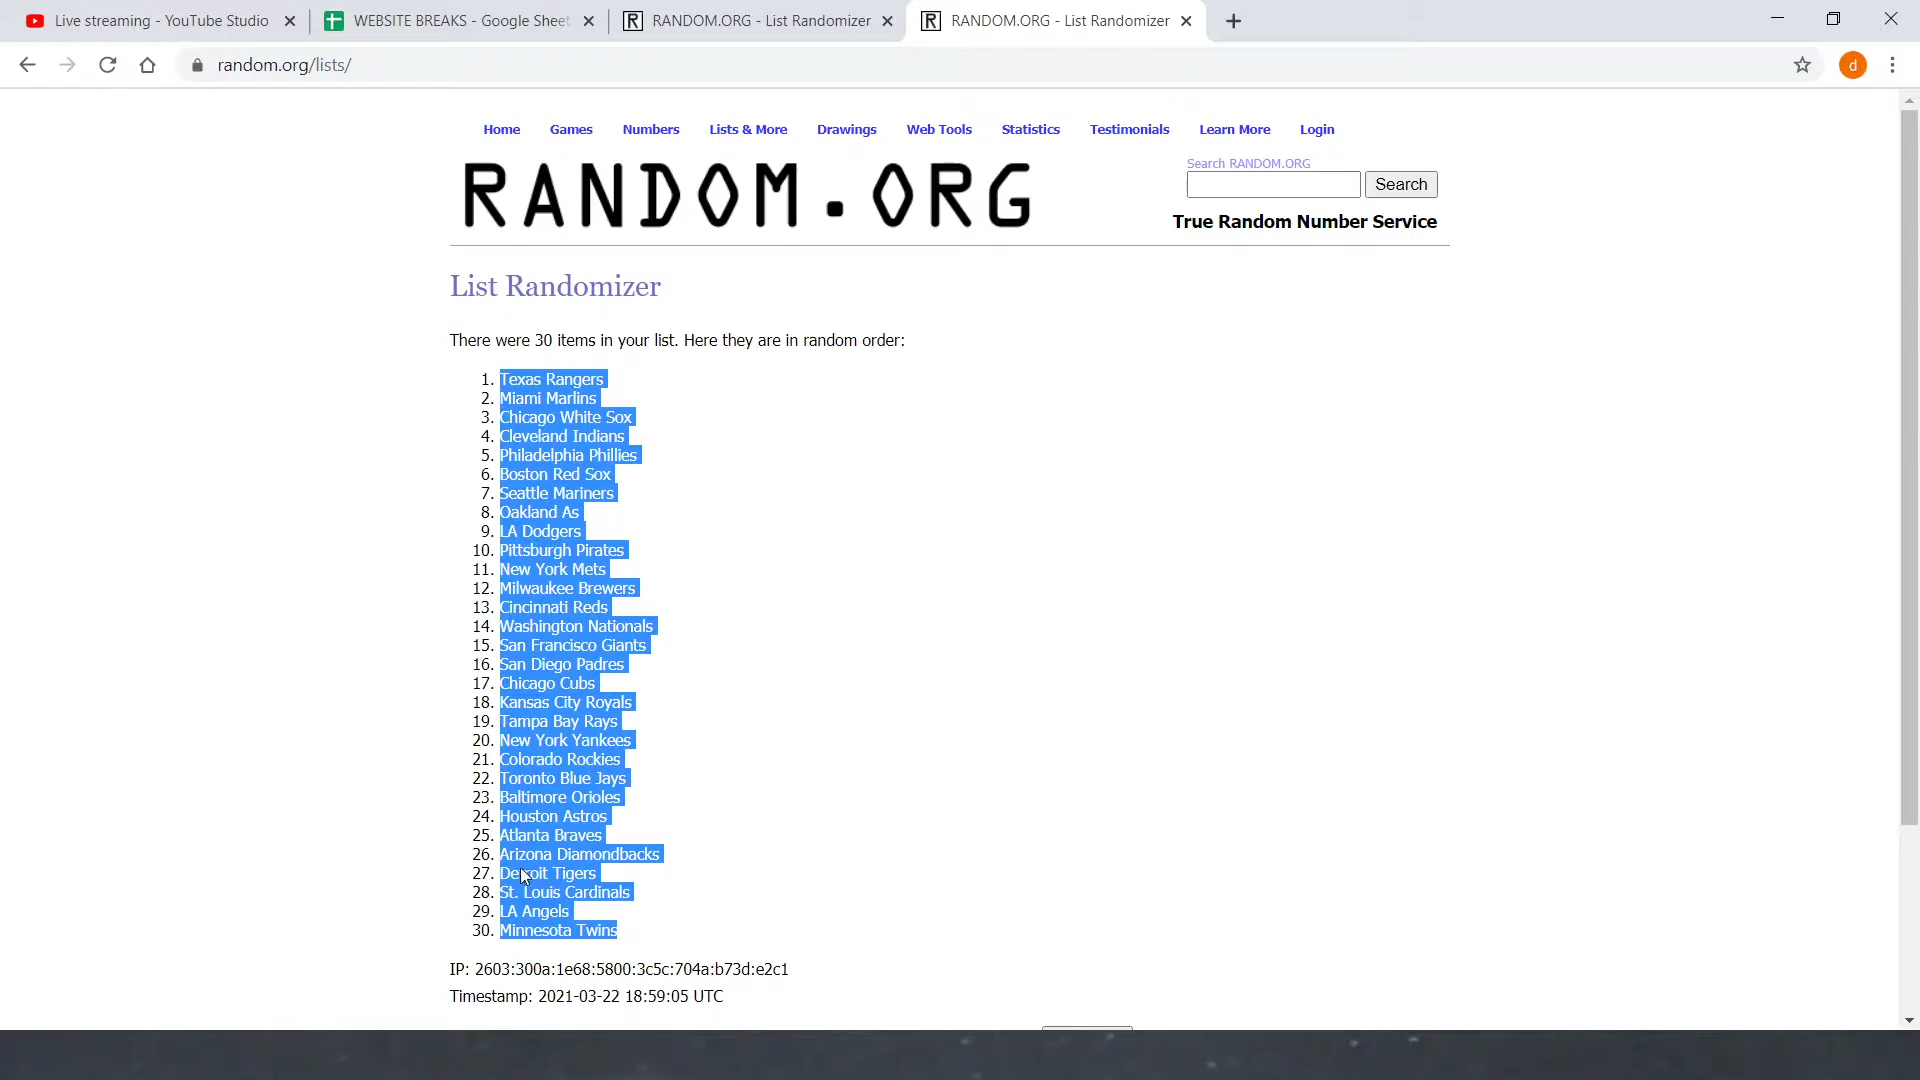 Live streaming - YouTube Studio
WEBSITE BREAKS - Google Sheet
RANDOM.ORG - List Randomizer
RANDOM.ORG - List Randomizer
random.org/lists/
d
Home Games Numbers Lists & More Drawings Web Tools Statistics Testimonials Learn More Login
RANDOM.ORG
Search RANDOM.ORG
Search
True Random Number Service
List Randomizer
There were 30 items in your list. Here they are in random order:
1. Texas Rangers
2. Miami Marlins
3. Chicago White Sox
4. Cleveland Indians
5. Philadelphia Phillies
6. Boston Red Sox
7. Seattle Mariners
8. Oakland As
9. LA Dodgers
10. Pittsburgh Pirates
11. New York Mets
12. Milwaukee Brewers
13. Cincinnati Reds
14. Washington Nationals
15. San Francisco Giants
16. San Diego Padres
17. Chicago Cubs
18. Kansas City Royals
19. Tampa Bay Rays
20. New York Yankees
21. Colorado Rockies
22. Toronto Blue Jays
23. Baltimore Orioles
24. Houston Astros
25. Atlanta Braves
26. Arizona Diamondbacks
27. Detroit Tigers
28. St. Louis Cardinals
29. LA Angels
30. Minnesota Twins
IP: 2603:300a:1e68:5800:3c5c:704a:b73d:e2c1
Timestamp: 2021-03-22 18:59:05 UTC